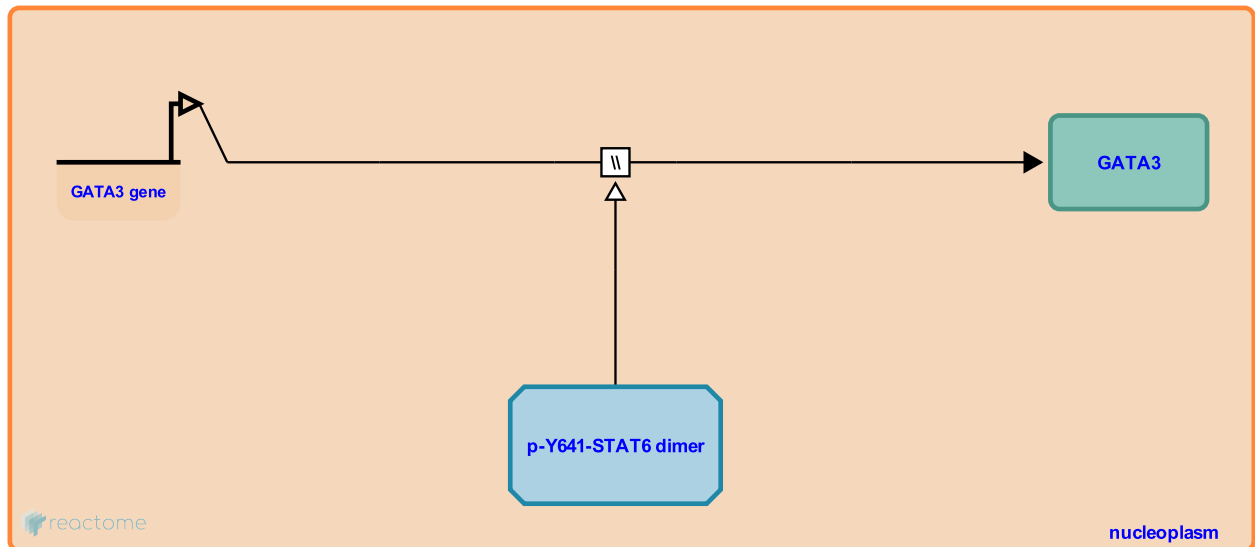 GATA3 gene
\\
GATA3
p-Y641-STAT6 dimer
reactome
nucleoplasm